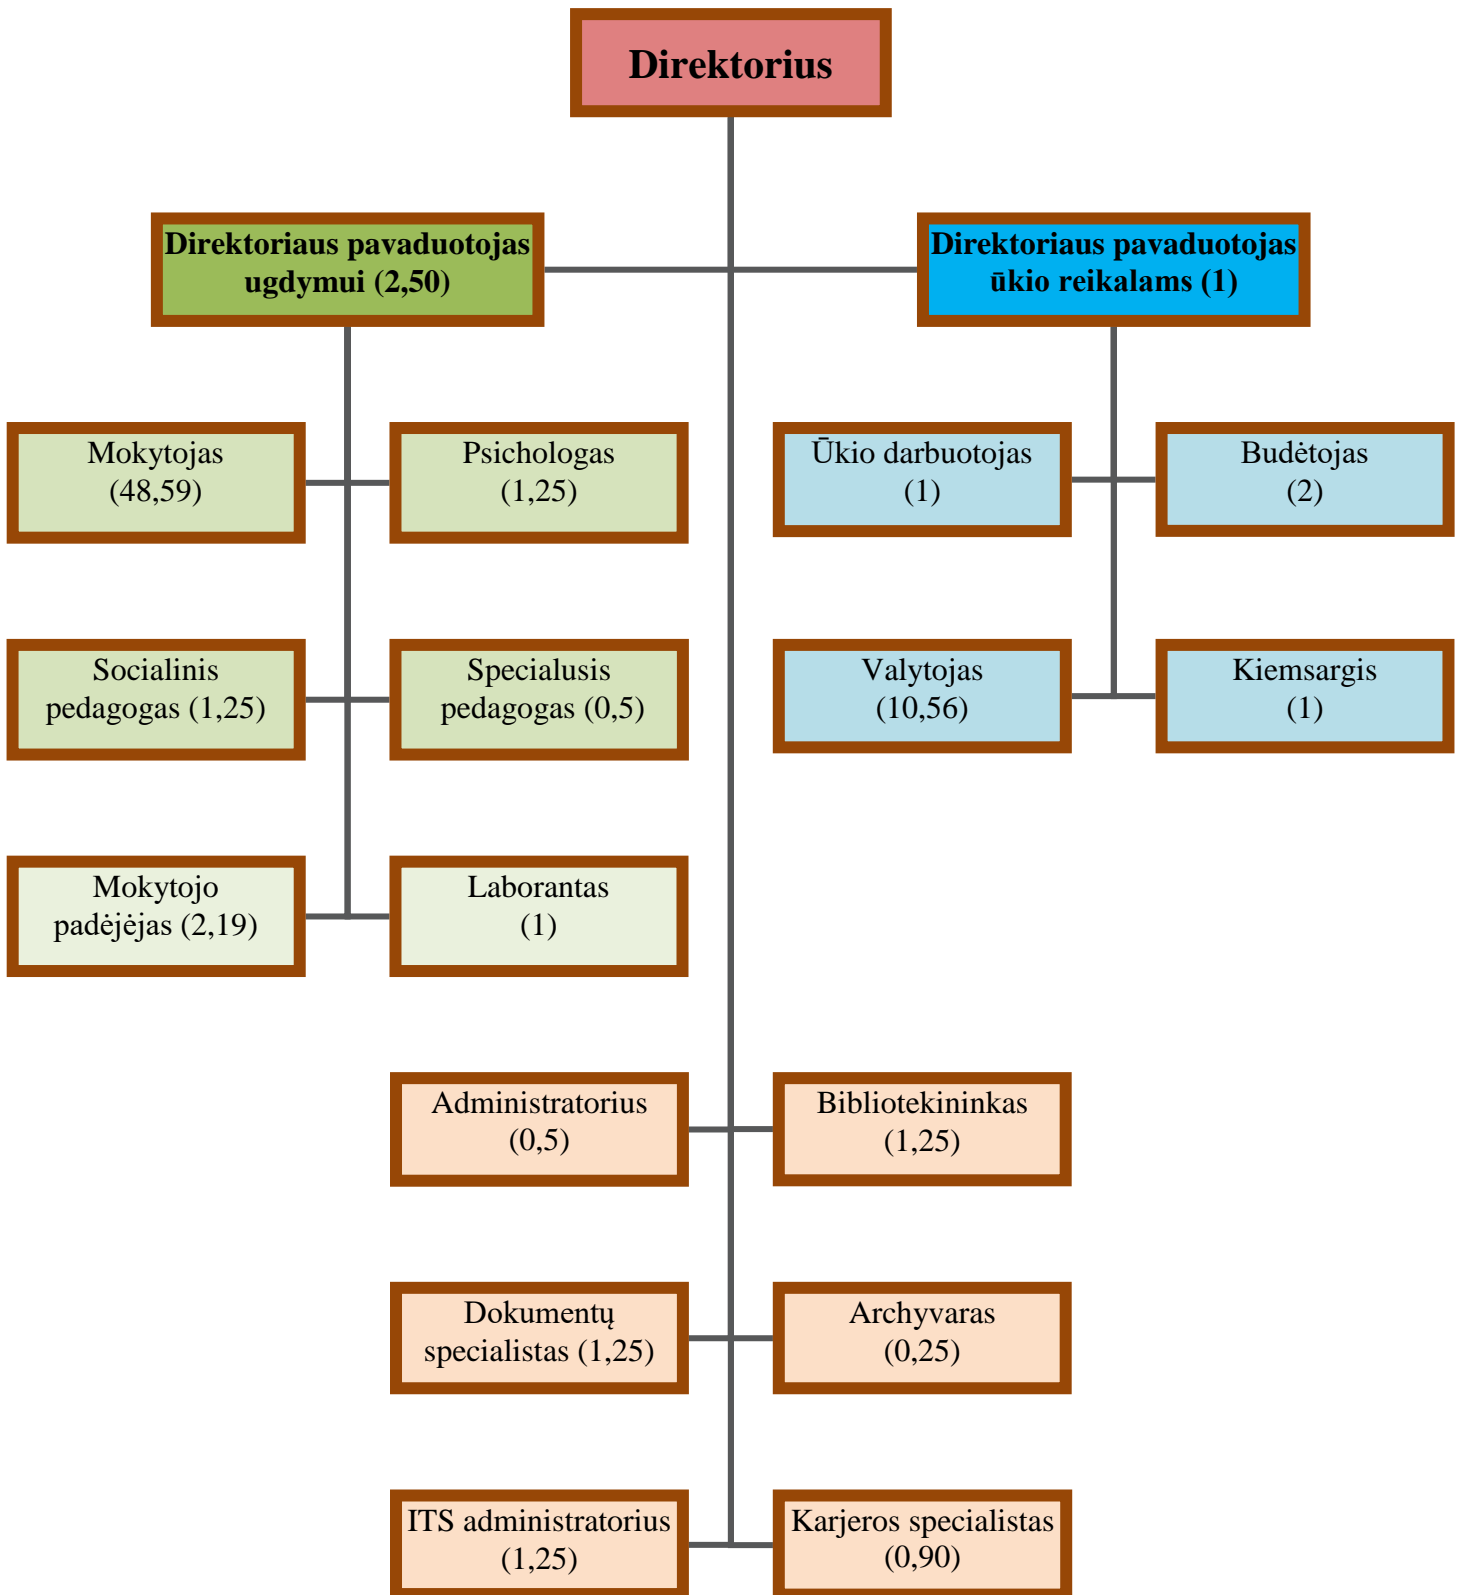 Direktorius
Direktoriaus pavaduotojas
ugdymui (2,50)
Direktoriaus pavaduotojas
ūkio reikalams (1)
Mokytojas
(48,59)
Psichologas
(1,25)
Ūkio darbuotojas
(1)
Budėtojas
(2)
Socialinis
pedagogas (1,25)
Specialusis
pedagogas (0,5)
Valytojas
(10,56)
Kiemsargis
(1)
Mokytojo
padėjėjas (2,19)
Laborantas
(1)
Administratorius
(0,5)
Bibliotekininkas
(1,25)
Dokumentų
specialistas (1,25)
Archyvaras
(0,25)
ITS administratorius
(1,25)
Karjeros specialistas
(0,90)